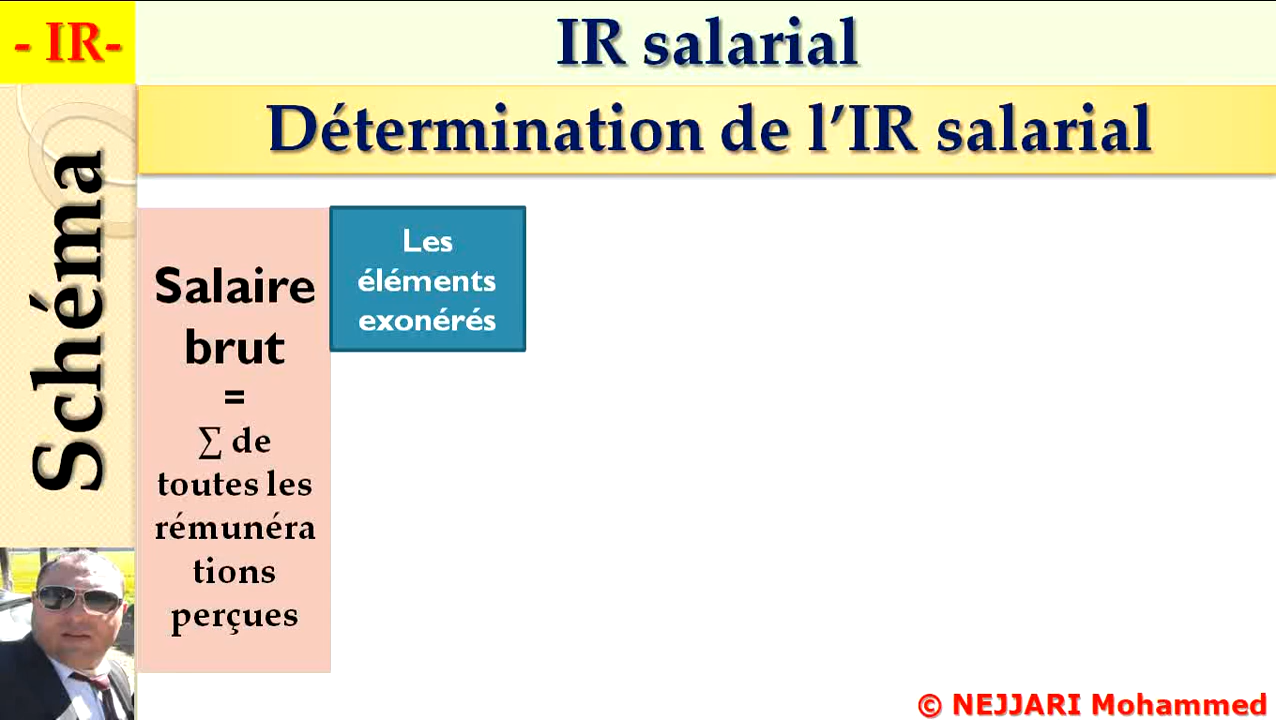 - IR-
IR salarial
Détermination de l’IR salarial
Schéma
Salaire
brut
=
∑ de
toutes les
rémunéra
tions
perçues
Les
éléments
exonérés
© NEJJARI Mohammed